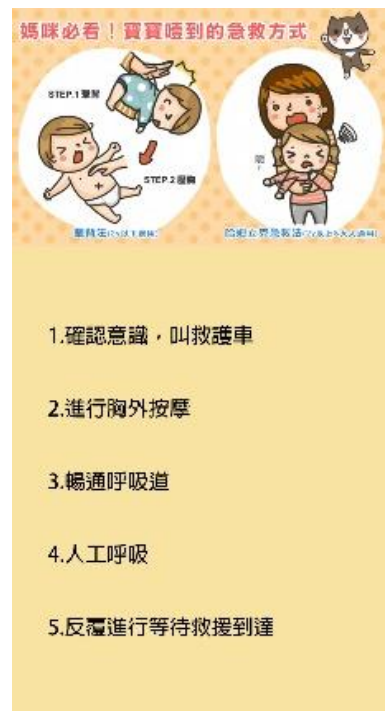 媽咪必看！寶寶噎到的急救方式
STEP.1 擊背
STEP.2 壓胸
1.確認意識，叫救護車
2.進行胸外按摩
3.暢通呼吸道
4.人工呼吸
5.反覆進行等待救援到達